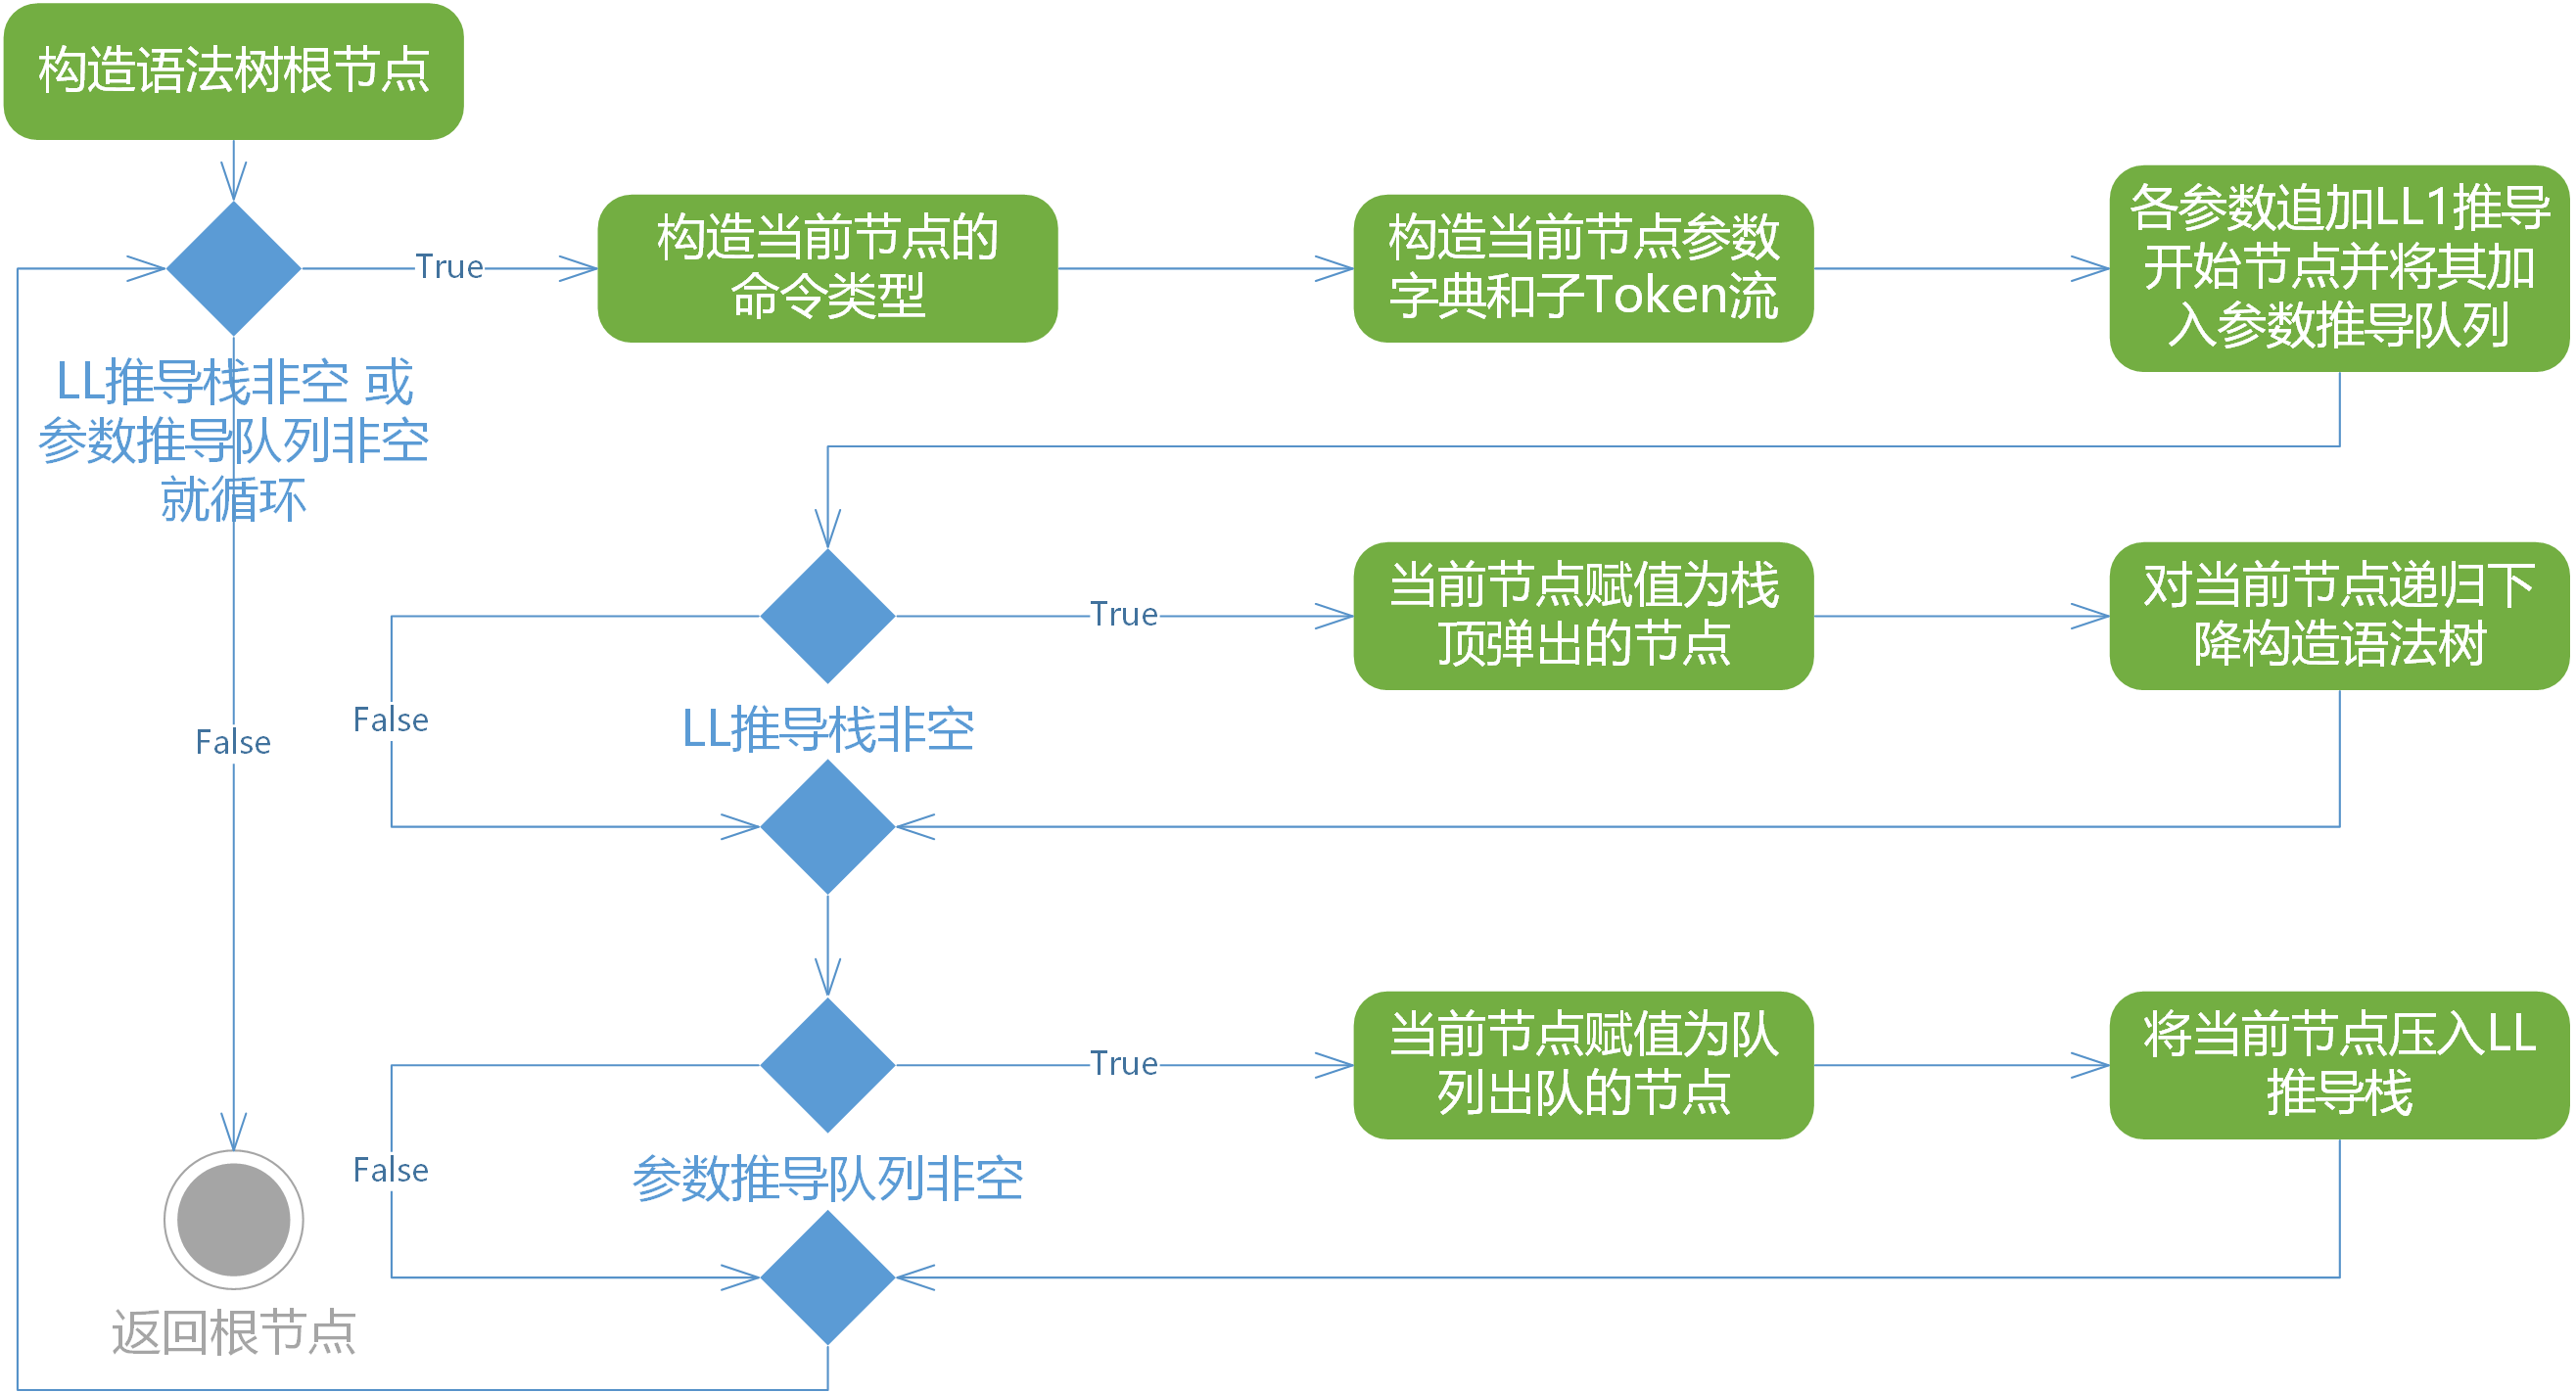 构造语法树根节点
True
构造当前节点的
命令类型
构造当前节点参数
字典和子Token流
各参数追加LL1推导
开始节点并将其加
入参数推导队列
LL推导栈非空 或
参数推导队列非空
就循环
True
当前节点赋值为栈
顶弹出的节点
对当前节点递归下
降构造语法树
False
False
LL推导栈非空
True
当前节点赋值为队
列出队的节点
将当前节点压入LL
推导栈
False
参数推导队列非空
返回根节点